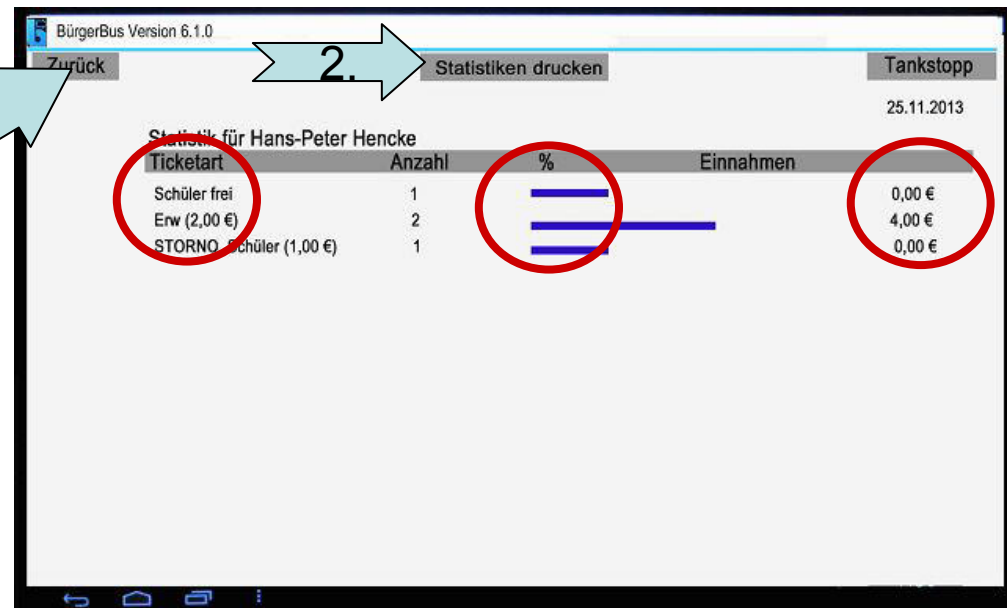 BürgerBus Version 6.1.0
Zurück 2. Statistiken drucken Tankstopp
25.11.2013
Statistik für Hans-Peter Hencke
Ticketart Anzahl % Einnahmen
Schüler frei 1 0,00 €
Erw (2,00 €) 2 4,00 €
STORNO Schüler (1,00 €) 1 0,00 €